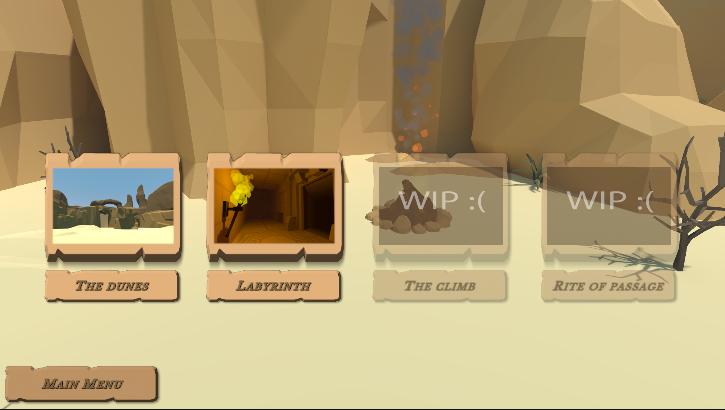 WIP :(
WIP :(
THE DUNES
LABYRINTH
THE CLIMB
RITE OF PASSAGE
MAIN MENU